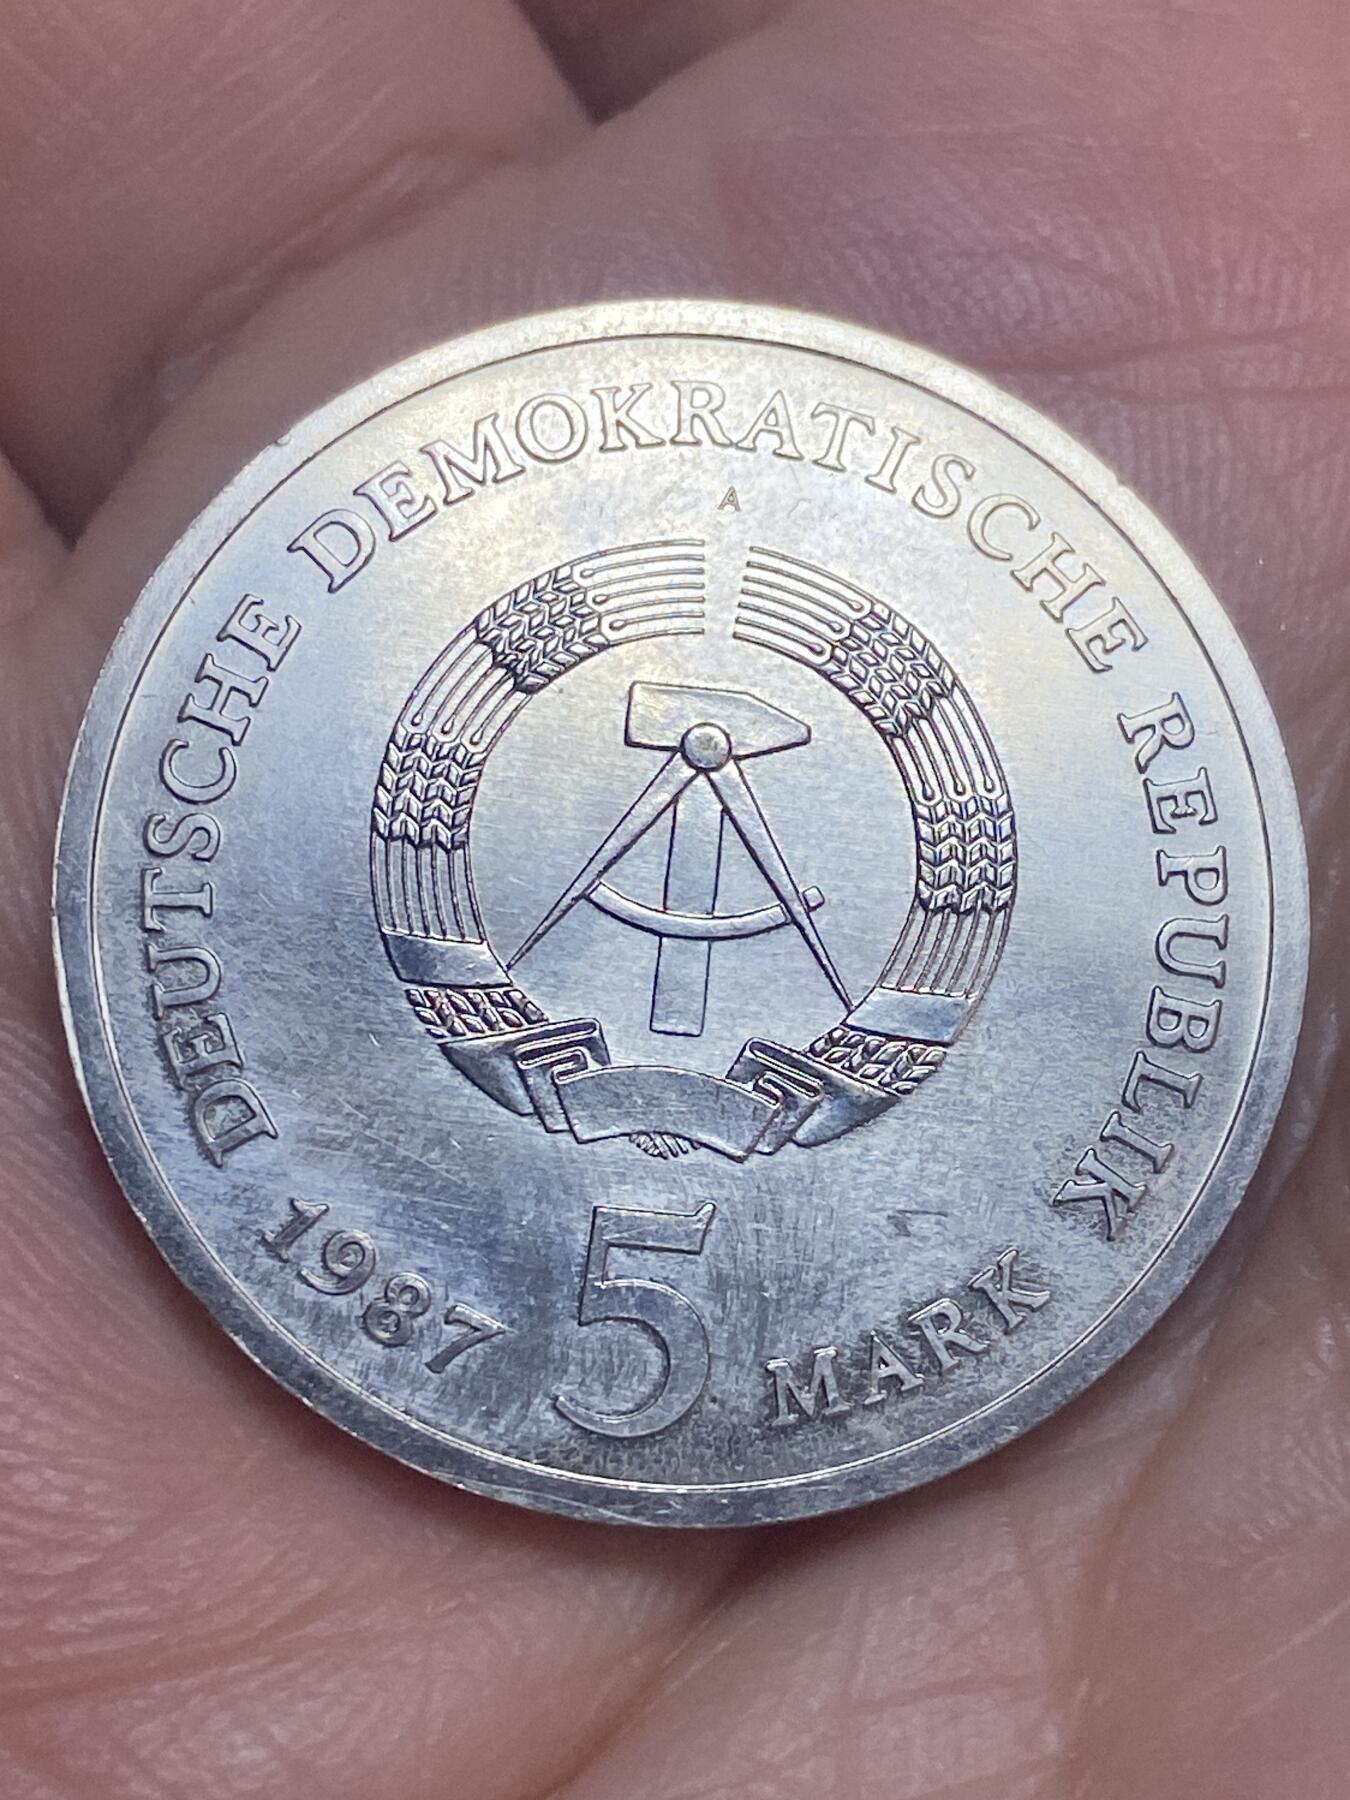 DEUTSCHE DEMOKRATISCHE REPUBLIK
A
1987 5 MARK